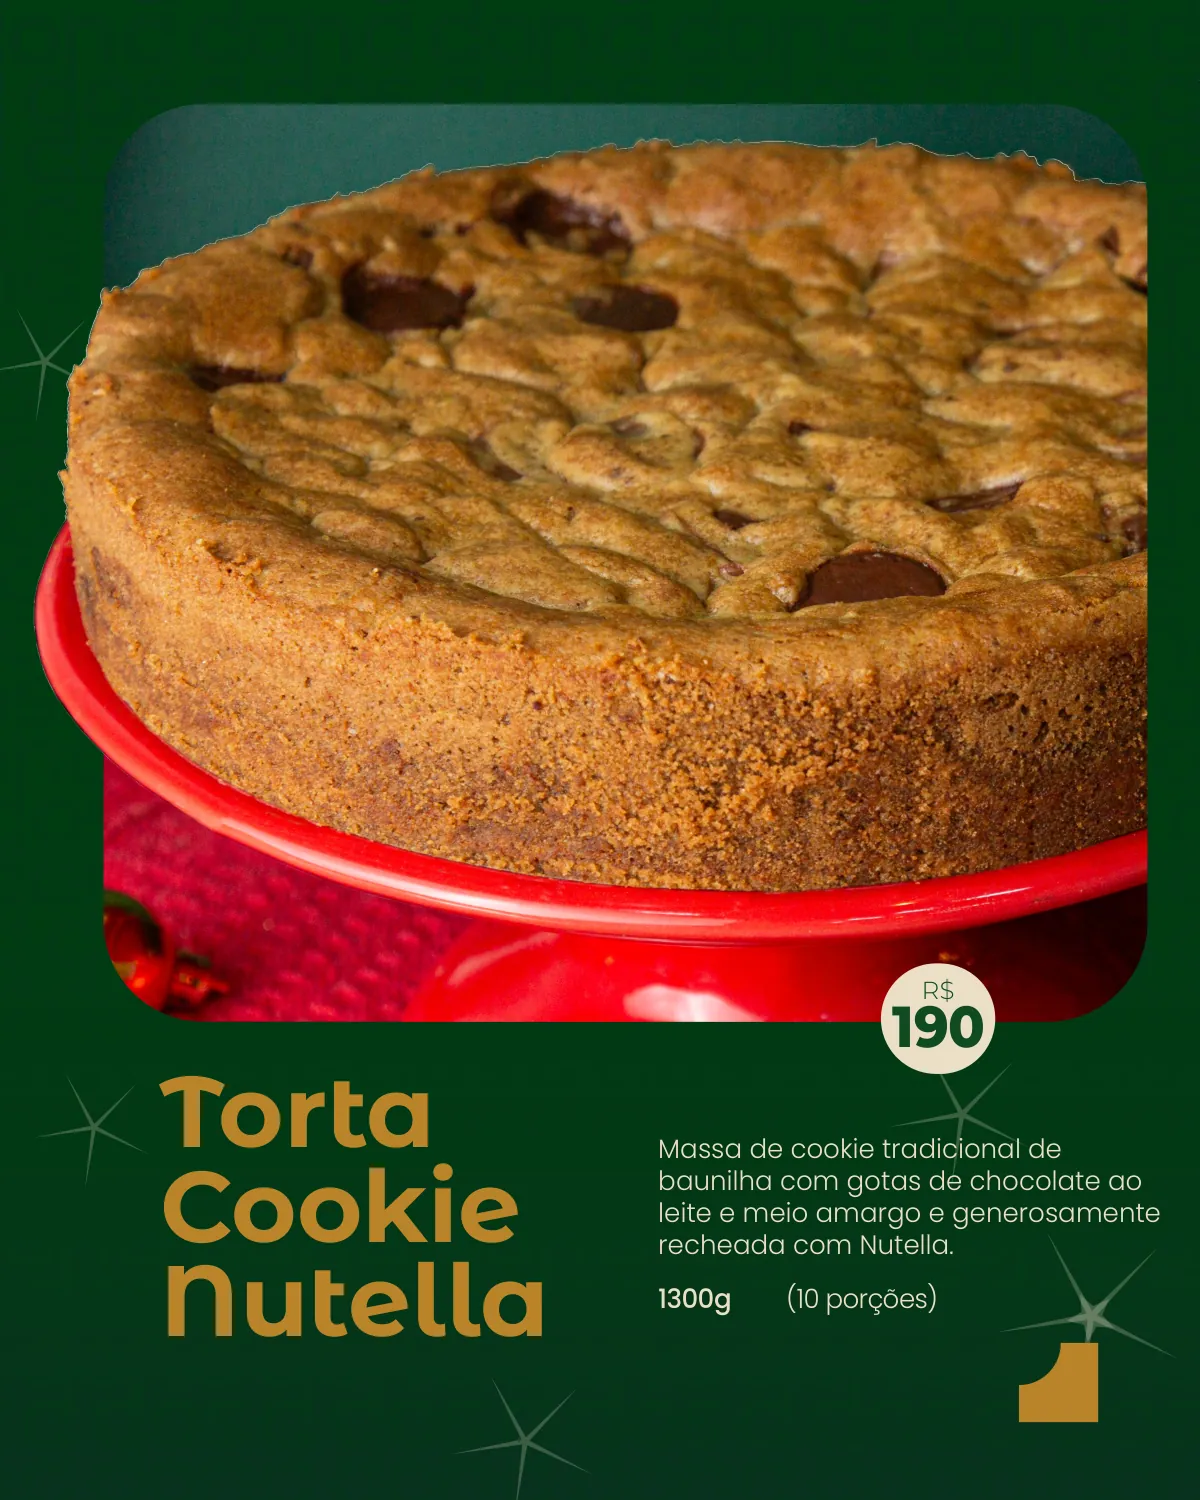 R$
190
Torta
Cookie
Nutella
Massa de cookie tradicional de
baunilha com gotas de chocolate ao
leite e meio amargo e generosamente
recheada com Nutella.
1300g (10 porções)